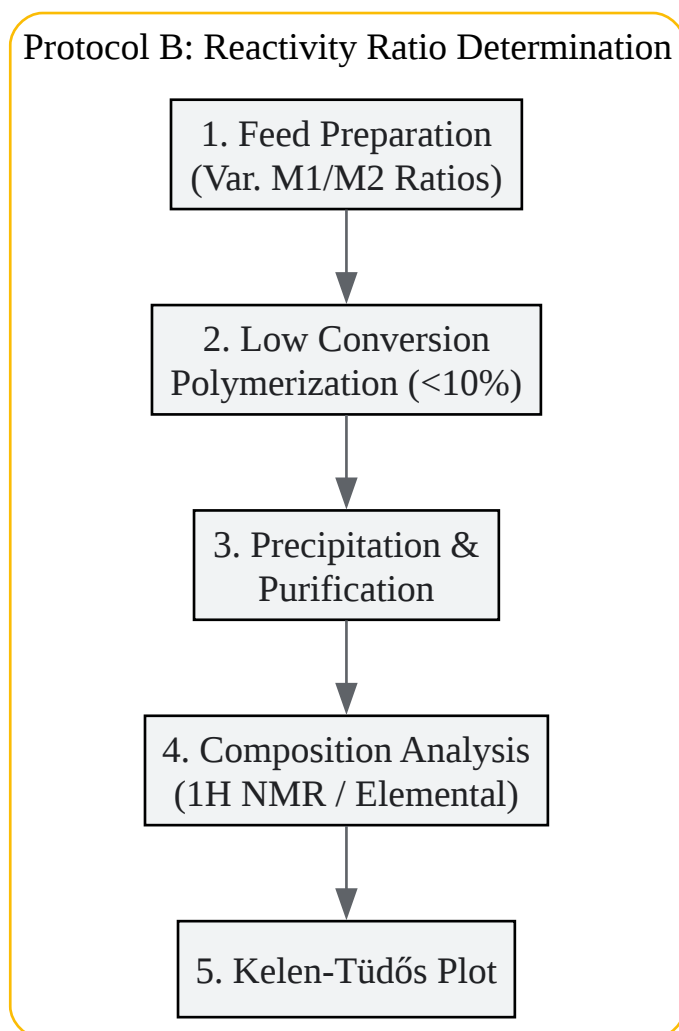 Protocol B: Reactivity Ratio Determination
1. Feed Preparation
(Var. M1/M2 Ratios)
2. Low Conversion
Polymerization (<10%)
3. Precipitation &
Purification
4. Composition Analysis
(1H NMR / Elemental)
5. Kelen-Tüdős Plot